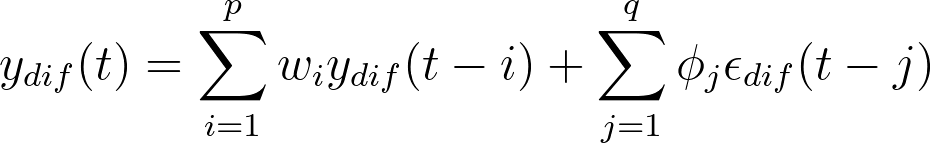 y_{dif}(t) = \sum_{i=1}^{p} w_i y_{dif}(t - i) + \sum_{j=1}^{q} \phi_j \epsilon_{dif}(t - j)